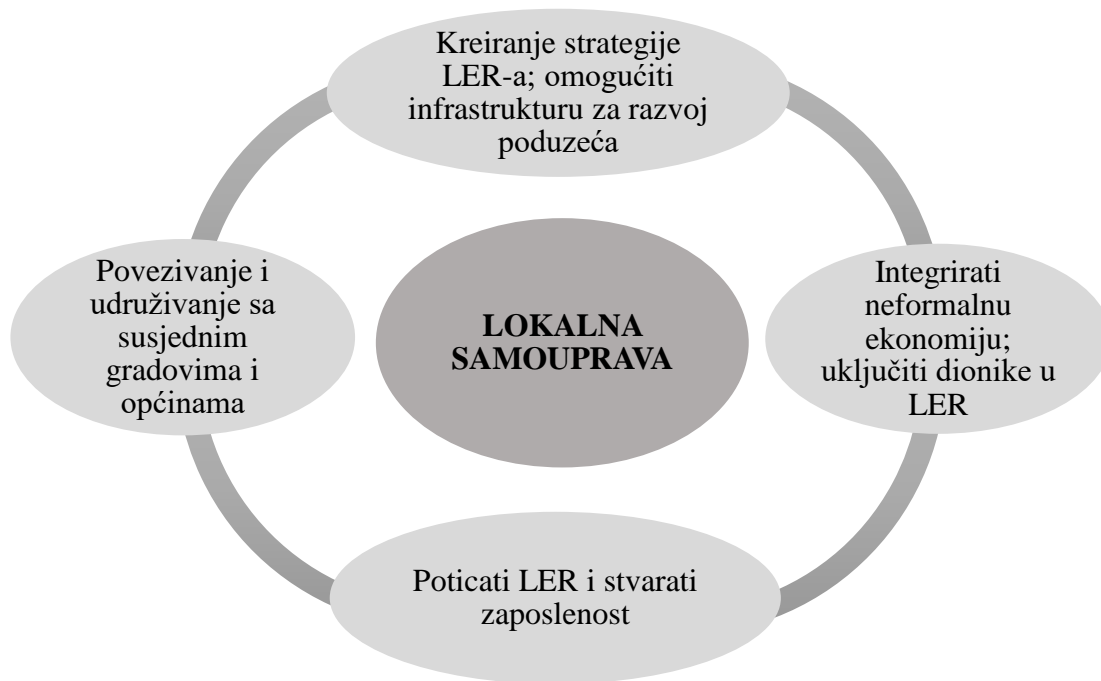 Kreiranje strategije
LER-a; omogućiti
infrastrukturu za razvoj
poduzeća
Povezivanje i
udruživanje sa
susjednim
gradovima i
općinama
LOKALNA
SAMOUPRAVA
Integrirati
neformalnu
ekonomiju;
uključiti dionike u
LER
Poticati LER i stvarati
zaposlenost